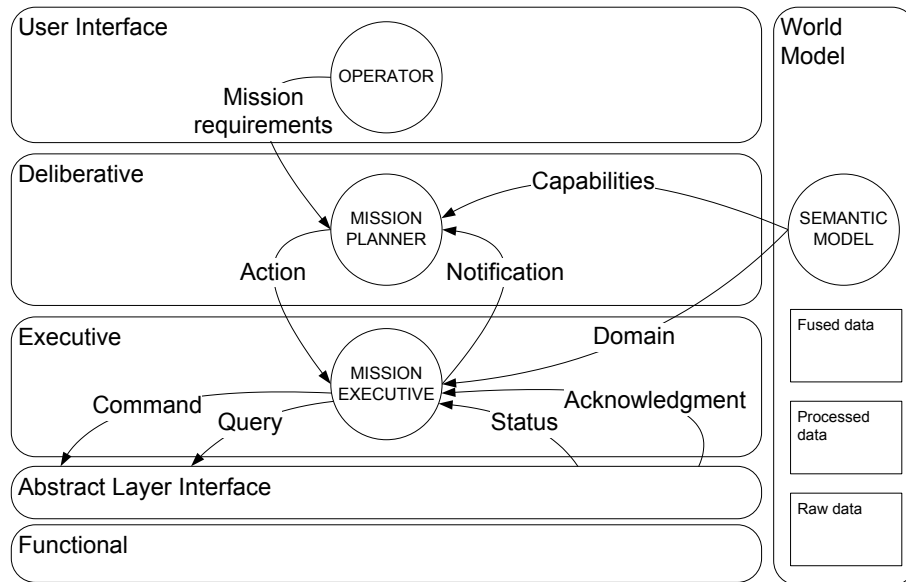 User Interface
World
Model
OPERATOR
Mission
requirements
Deliberative
Capabilities
MISSION
PLANNER
SEMANTIC
MODEL
Action
Notification
Executive
Domain
Fused data
MISSION
EXECUTIVE
Command
Query
Status
Acknowledgment
Processed
data
Abstract Layer Interface
Raw data
Functional